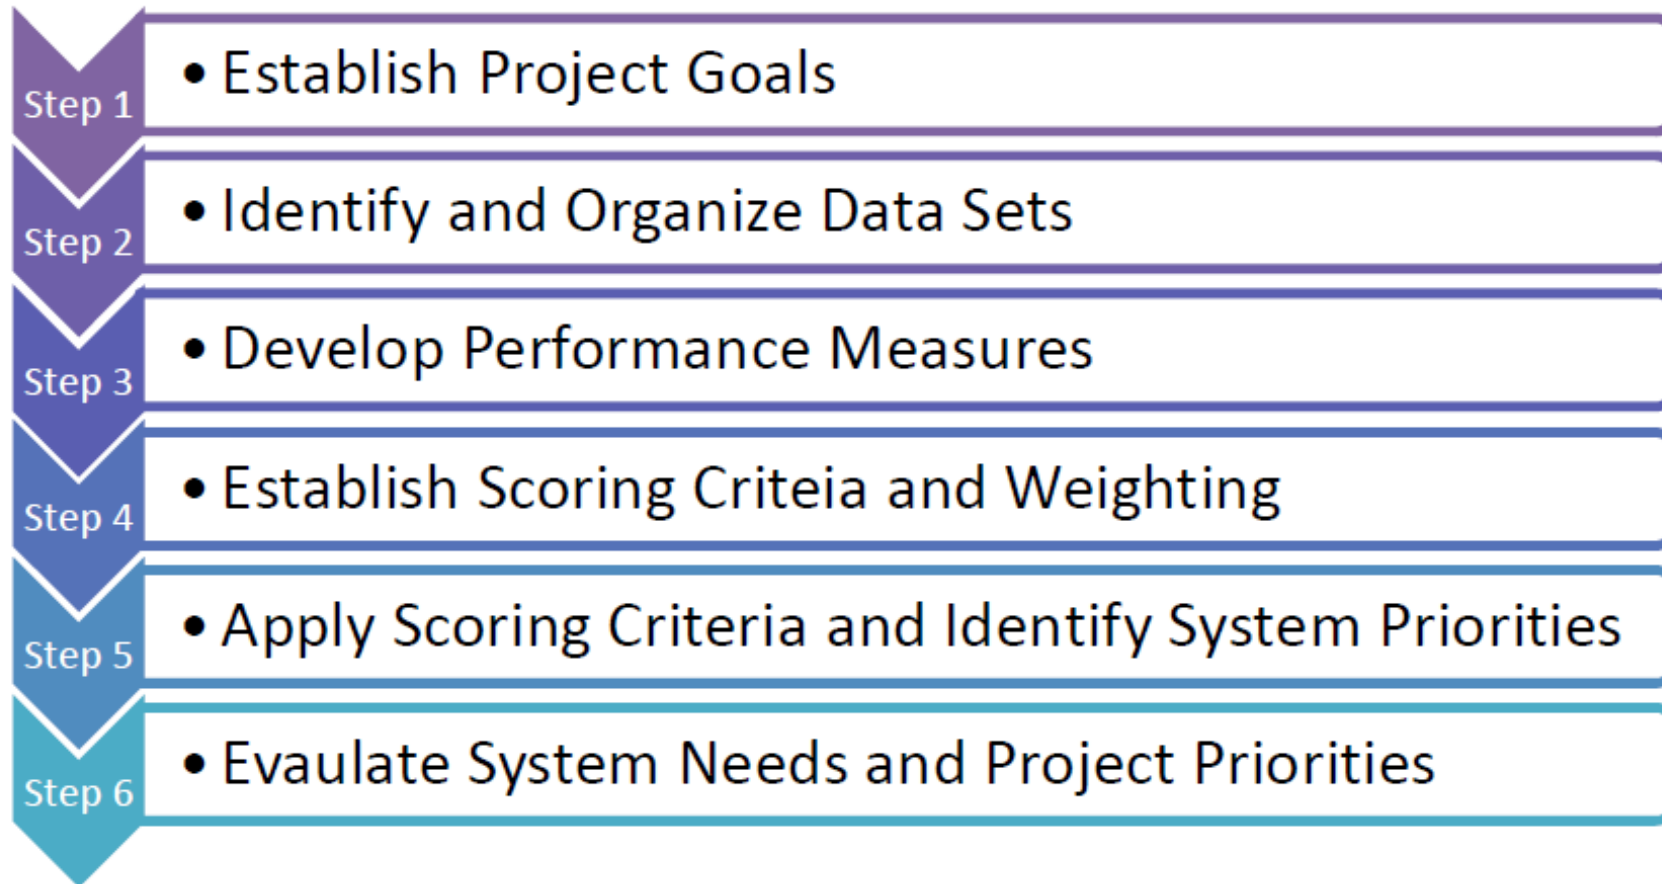 Step 1
• Establish Project Goals
Step 2
• Identify and Organize Data Sets
Step 3
• Develop Performance Measures
Step 4
• Establish Scoring Criteia and Weighting
Step 5
• Apply Scoring Criteria and Identify System Priorities
Step 6
• Evaulate System Needs and Project Priorities